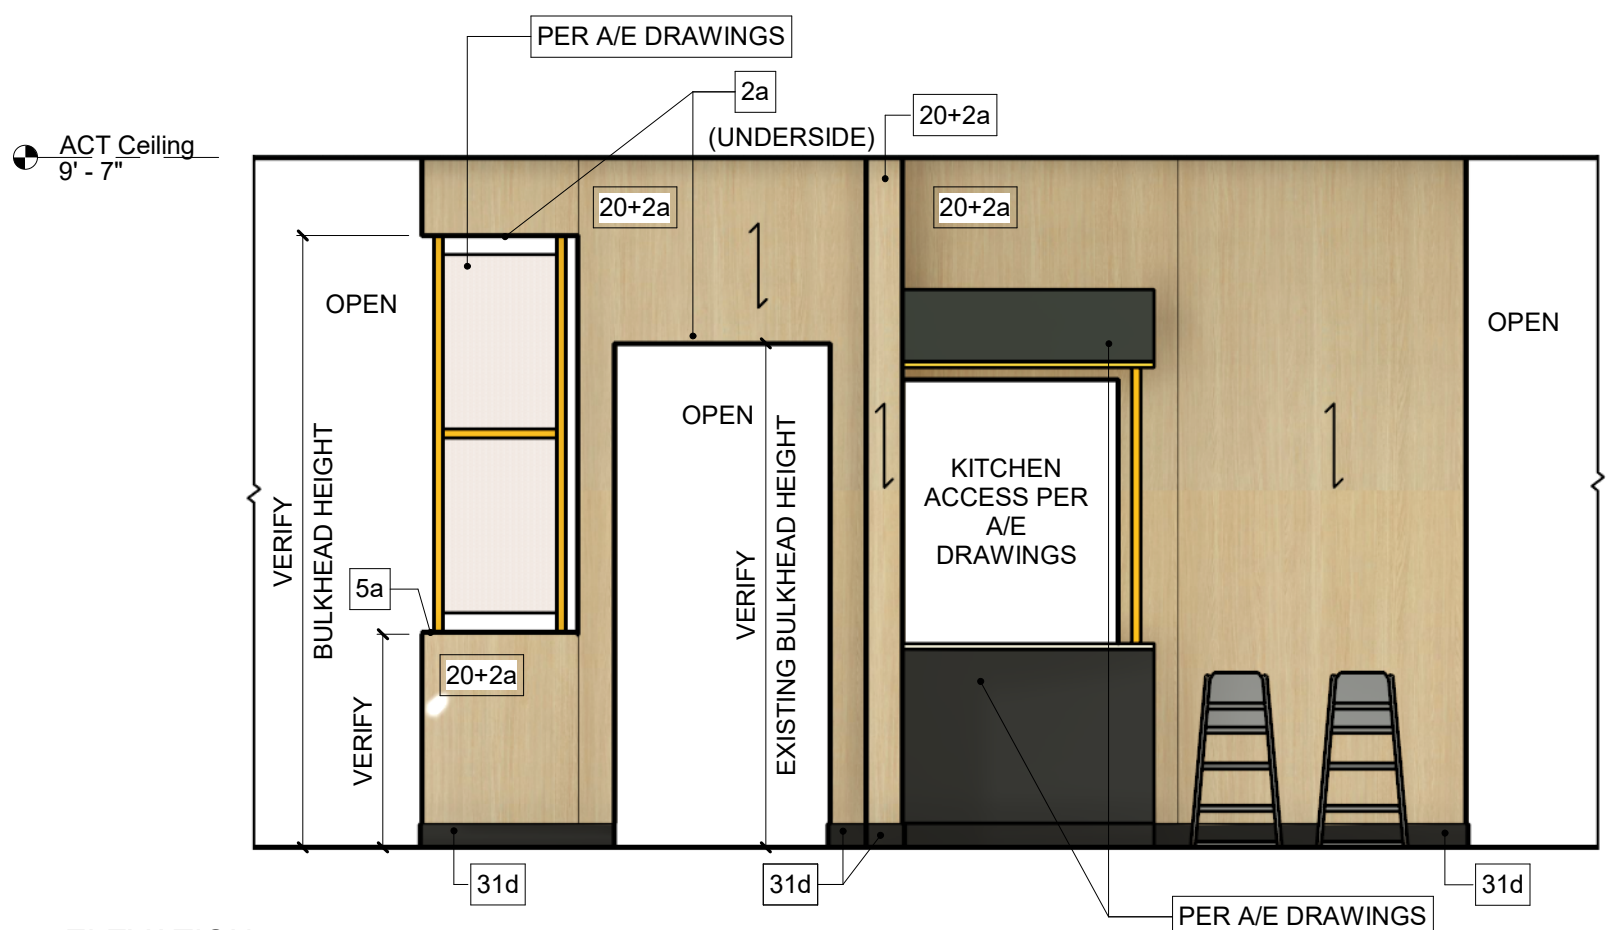 PER A/E DRAWINGS
2a
(UNDERSIDE)
20+2a
ACT Ceiling
9' - 7"
20+2a
20+2a
OPEN
OPEN
OPEN
VERIFY
BULKHEAD HEIGHT
VERIFY
EXISTING BULKHEAD HEIGHT
KITCHEN
ACCESS PER
A/E
DRAWINGS
5a
20+2a
VERIFY
31d
31d
31d
PER A/E DRAWINGS